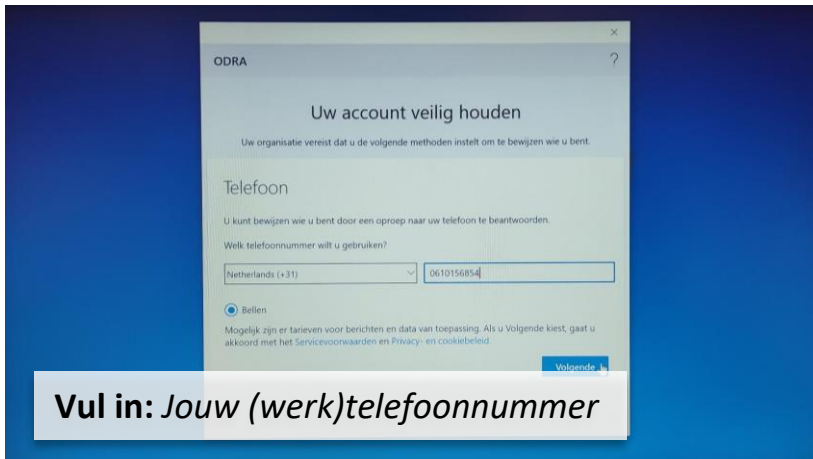 ODRA
?
Uw account veilig houden
Uw organisatie vereist dat u de volgende methoden instelt om te bewijzen wie u bent.
Telefoon
U kunt bewijzen wie u bent door een oproep naar uw telefoon te beantwoorden.
Welk telefoonnummer wilt u gebruiken?
Netherlands (+31) 0610156854
Bellen
Mogelijk zijn er tarieven voor berichten en data van toepassing. Als u Volgende kiest, gaat u
akkoord met het Servicevoorwaarden en Privacy- en cookiebeleid.
Volgende
Vul in: Jouw (werk)telefoonnummer